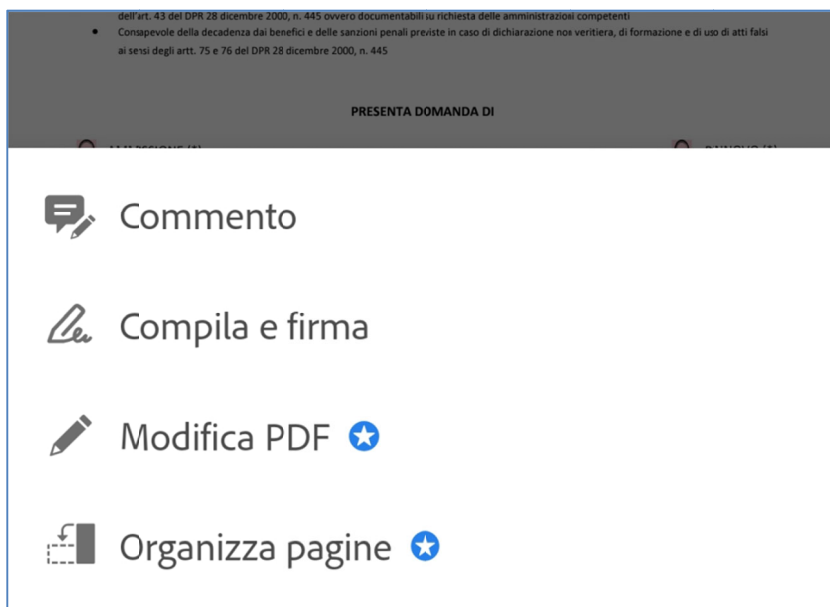 dell'art. 43 del DPR 28 dicembre 2000, n. 445 ovvero documentabili su richiesta delle amministrazioni competenti
• Consapevole della decadenza dai benefici e delle sanzioni penali previste in caso di dichiarazione non veritiera, di formazione e di uso di atti falsi
ai sensi degli artt. 75 e 76 del DPR 28 dicembre 2000, n. 445
PRESENTA DOMANDA DI
Commento
Compila e firma
Modifica PDF
Organizza pagine